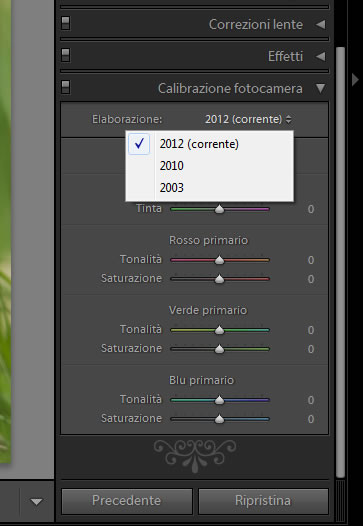 Correzioni lente
Effetti
Calibrazione fotocamera
Elaborazione: 2012 (corrente)
2012 (corrente)
2010
2003
Tinta 0
Rosso primario
Tonalità 0
Saturazione 0
Verde primario
Tonalità 0
Saturazione 0
Blu primario
Tonalità 0
Saturazione 0
Precedente Ripristina